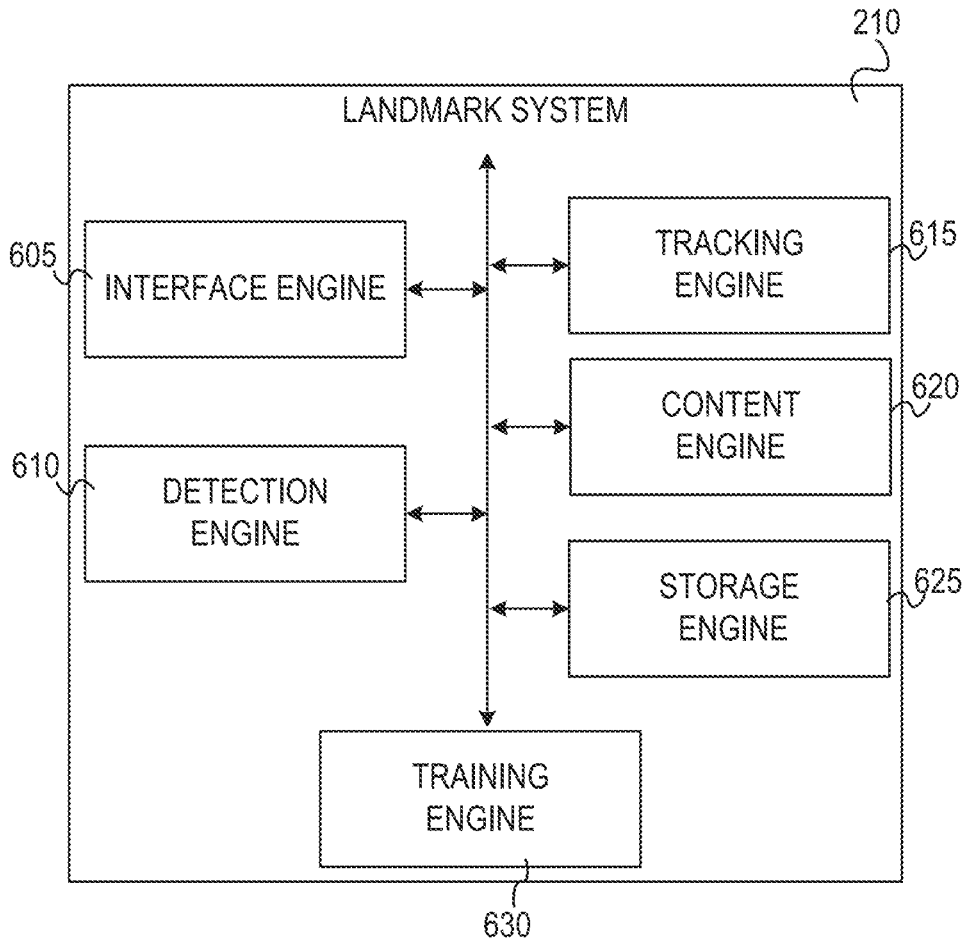 210
LANDMARK SYSTEM
605
INTERFACE ENGINE
TRACKING
ENGINE
615
CONTENT
ENGINE
620
610
DETECTION
ENGINE
STORAGE
ENGINE
625
TRAINING
ENGINE
630